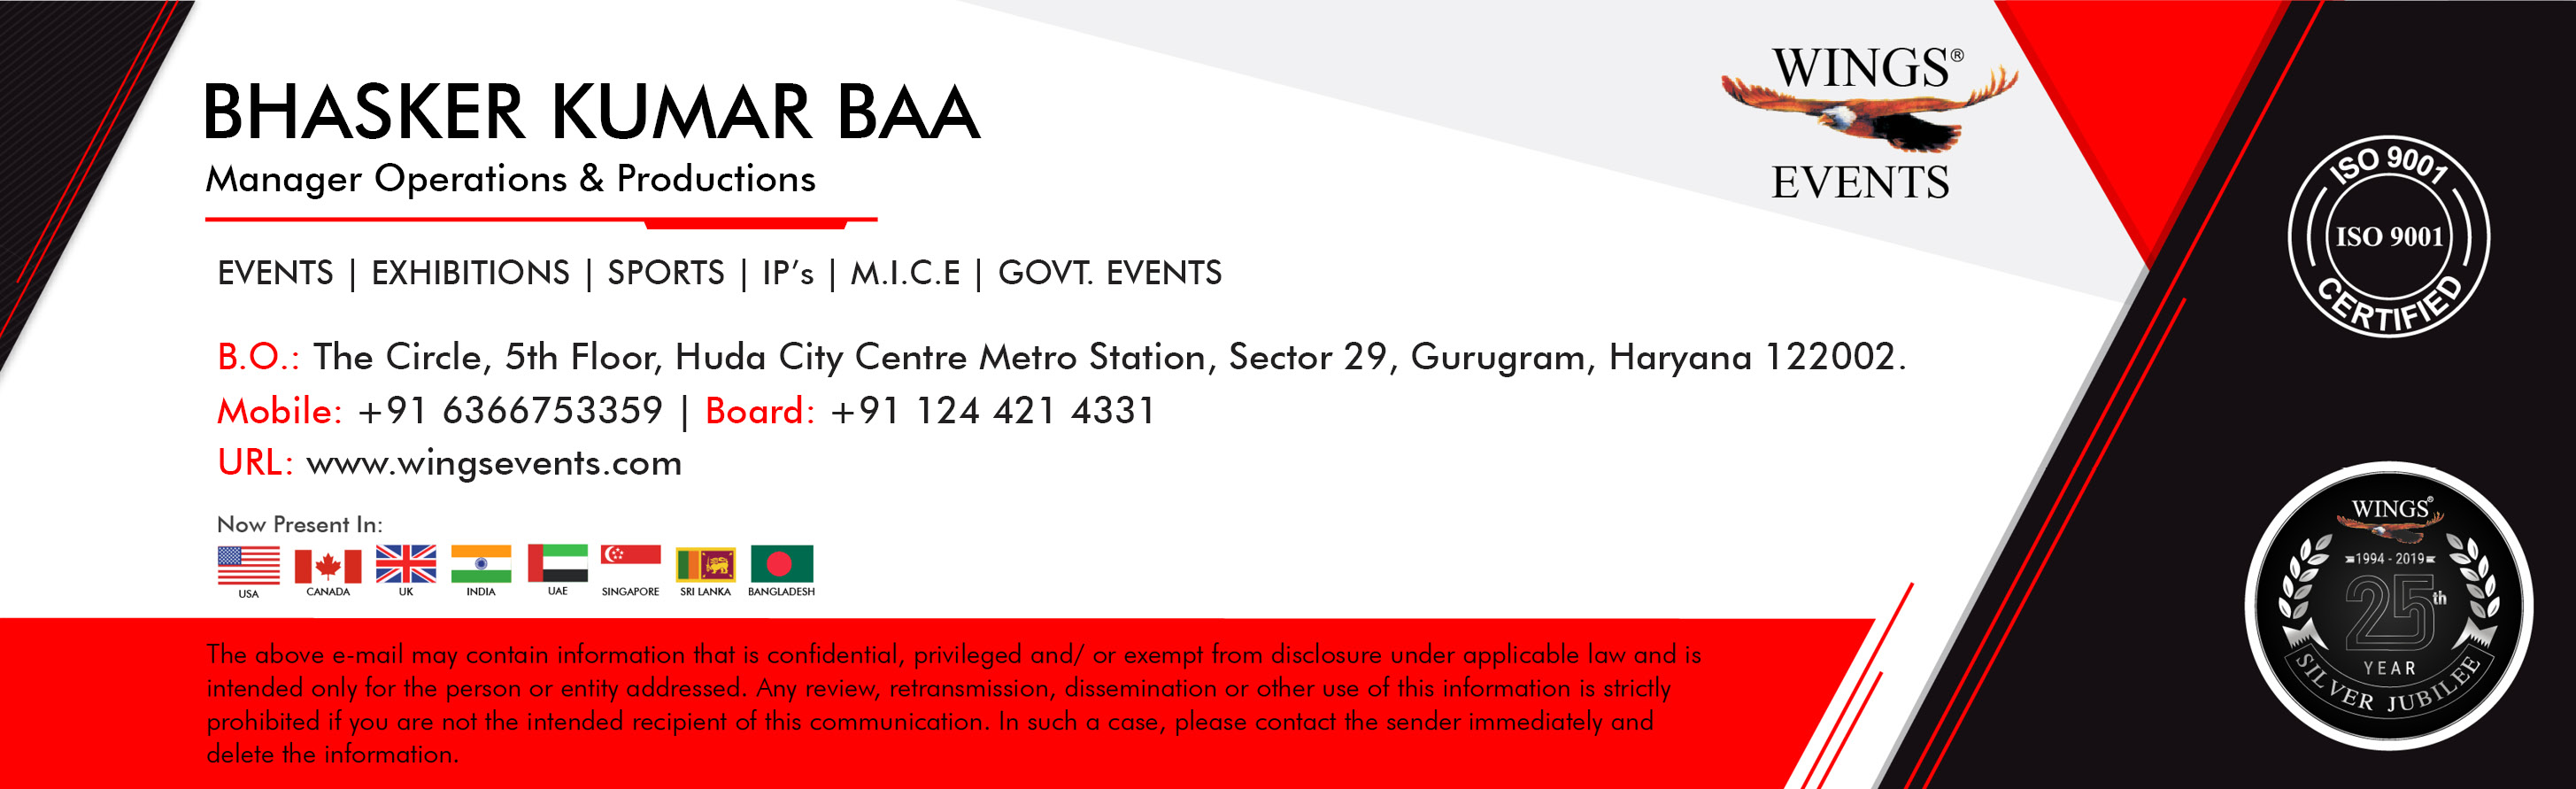 BHASKER KUMAR BAA
Manager Operations & Productions
WINGS®
EVENTS
EVENTS | EXHIBITIONS | SPORTS | IP’s | M.I.C.E | GOVT. EVENTS
B.O.: The Circle, 5th Floor, Huda City Centre Metro Station, Sector 29, Gurugram, Haryana 122002.
Mobile: +91 6366753359 | Board: +91 124 421 4331
URL: www.wingsevents.com
Now Present In:
USA CANADA UK INDIA UAE SINGAPORE SRI LANKA BANGLADESH
The above e-mail may contain information that is confidential, privileged and/ or exempt from disclosure under applicable law and is
intended only for the person or entity addressed. Any review, retransmission, dissemination or other use of this information is strictly
prohibited if you are not the intended recipient of this communication. In such a case, please contact the sender immediately and
delete the information.
ISO 9001
ISO 9001
CERTIFIED
WINGS®
1994 - 2019
25th
YEAR
SILVER JUBILEE